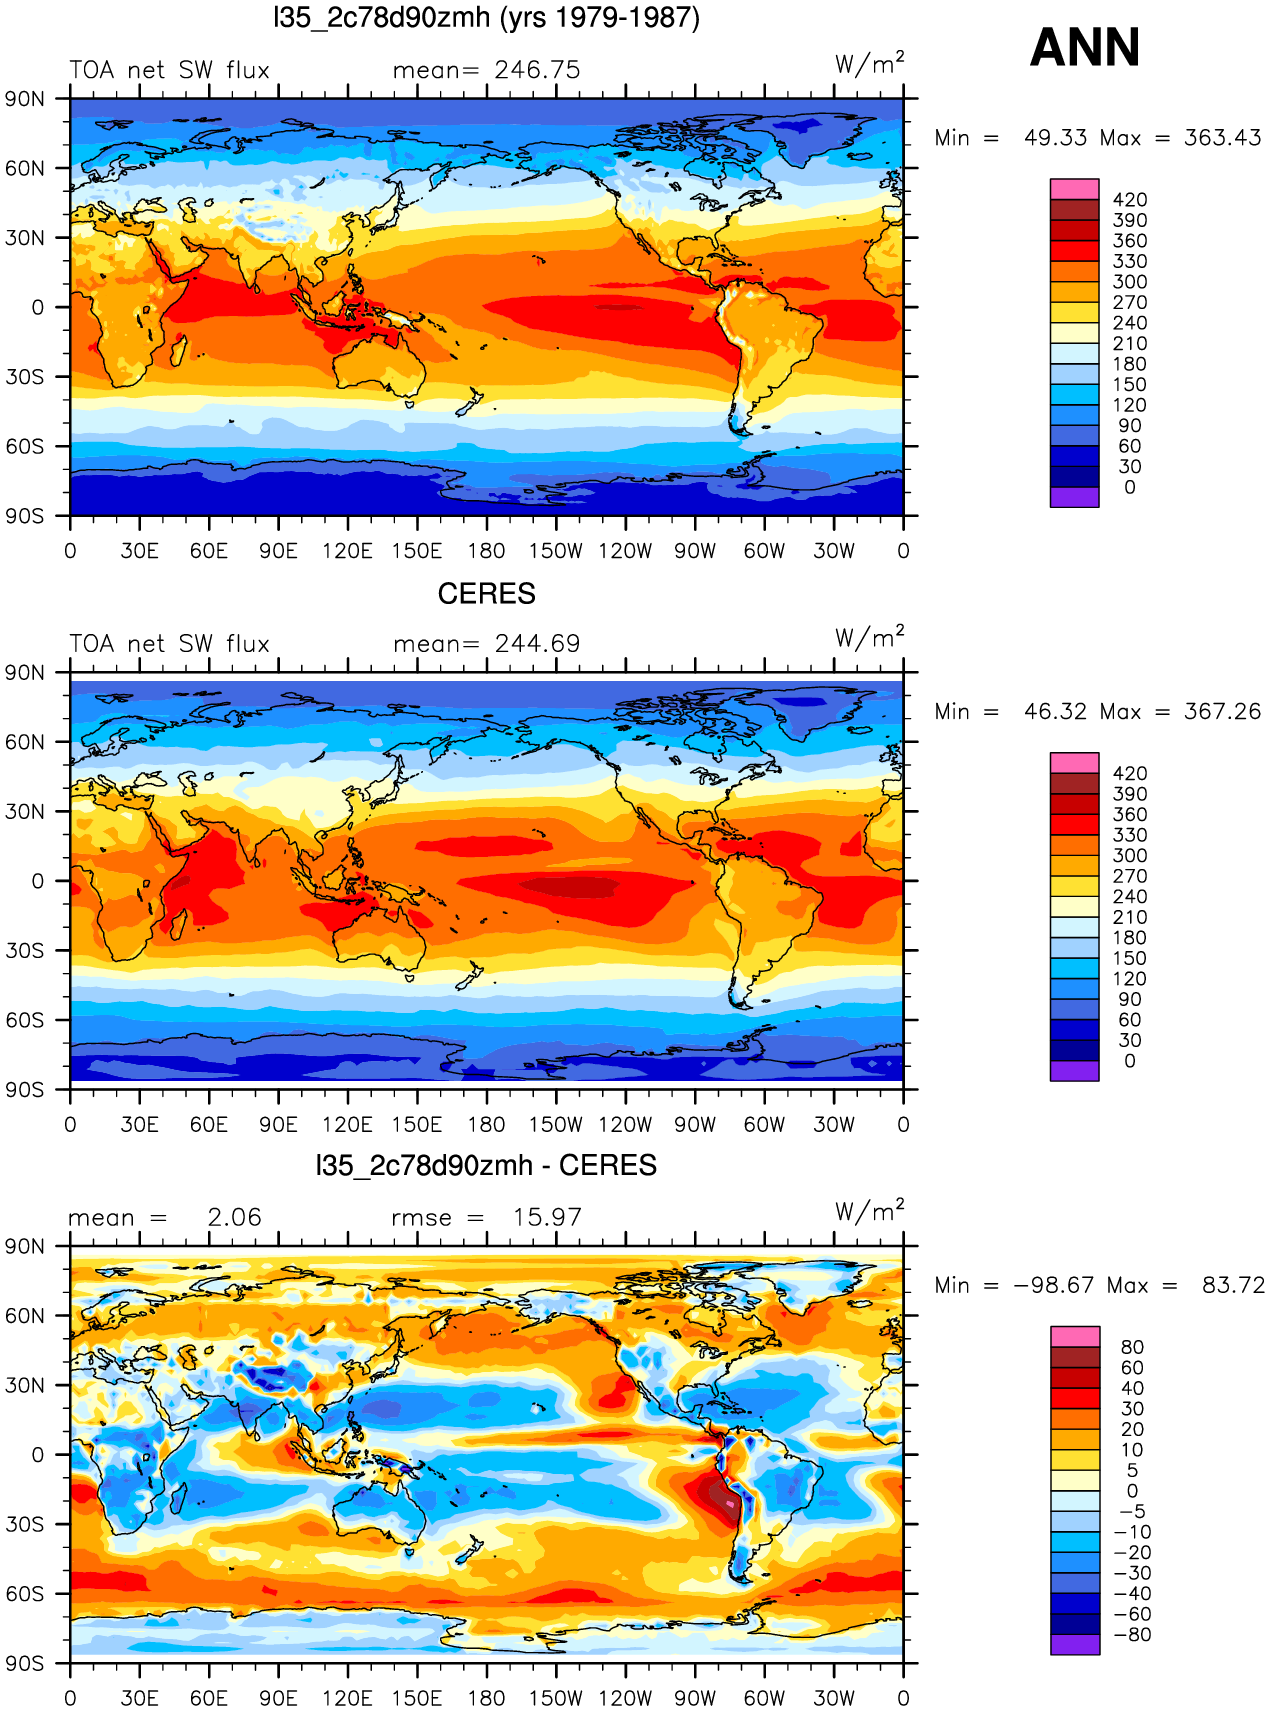 l35_2c78d90zmh (yrs 1979-1987)
ANN
TOA net SW flux mean= 246.75 W/m²
Min = 49.33 Max = 363.43
90N
60N
30N
0
30S
60S
90S
0 30E 60E 90E 120E 150E 180 150W 120W 90W 60W 30W 0
420
390
360
330
300
270
240
210
180
150
120
90
60
30
0
CERES
TOA net SW flux mean= 244.69 W/m²
Min = 46.32 Max = 367.26
90N
60N
30N
0
30S
60S
90S
0 30E 60E 90E 120E 150E 180 150W 120W 90W 60W 30W 0
420
390
360
330
300
270
240
210
180
150
120
90
60
30
0
l35_2c78d90zmh - CERES
mean = 2.06 rmse = 15.97 W/m²
Min = −98.67 Max = 83.72
90N
60N
30N
0
30S
60S
90S
0 30E 60E 90E 120E 150E 180 150W 120W 90W 60W 30W 0
80
60
40
30
20
10
5
0
−5
−10
−20
−30
−40
−60
−80